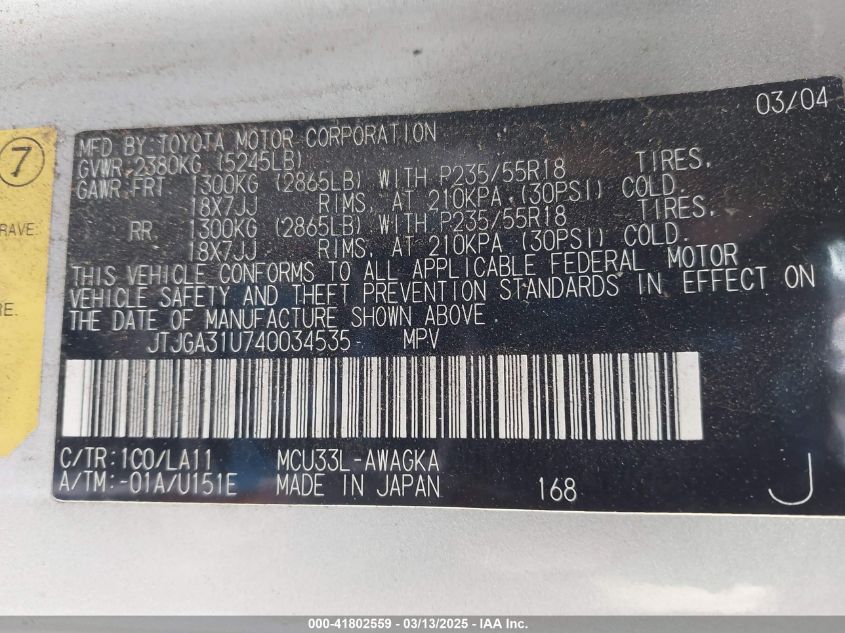 03/04
MFD BY: TOYOTA MOTOR CORPORATION
GVWR: 2380KG (5245LB)
GAWR: FRT 1300KG (2865LB) WITH P235/55R18 TIRES,
18X7JJ RIMS, AT 210KPA, (30PSI) COLD.
RR. 1300KG (2865LB) WITH P235/55R18 TIRES,
18X7JJ RIMS, AT 210KPA, (30PSI) COLD.
THIS VEHICLE CONFORMS TO ALL APPLICABLE FEDERAL MOTOR
VEHICLE SAFETY AND THEFT PREVENTION STANDARDS IN EFFECT ON
THE DATE OF MANUFACTURE SHOWN ABOVE.
JTJGA31U740034535 MPV
C/TR: 1C0/LA11 MCU33L-AWAGKA
A/TM: -01A/U151E MADE IN JAPAN 168 J
7
RAVE
RE.
000-41802559 - 03/13/2025 - IAA Inc.